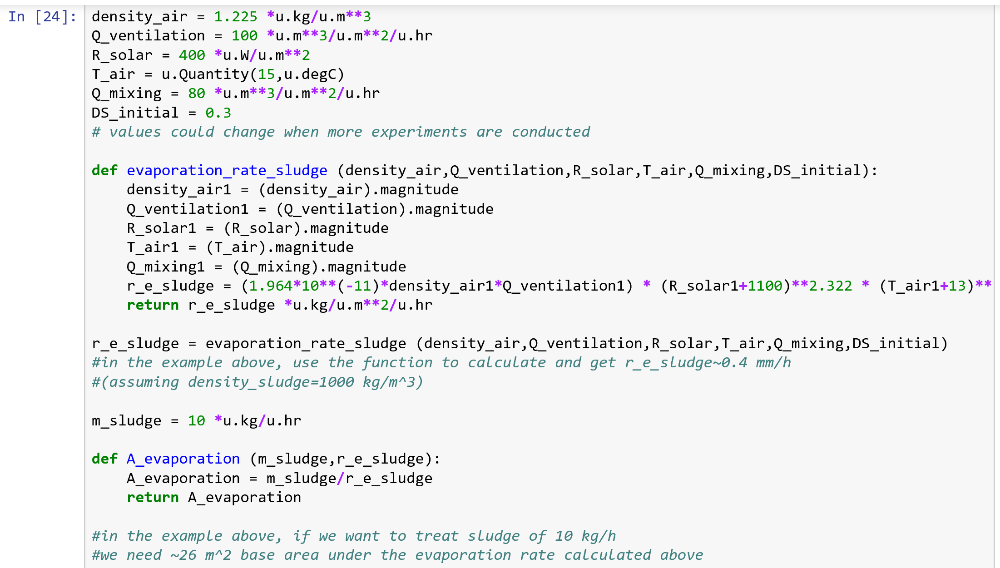 In [24]:
density_air = 1.225 *u.kg/u.m**3
Q_ventilation = 100 *u.m**3/u.m**2/u.hr
R_solar = 400 *u.W/u.m**2
T_air = u.Quantity(15,u.degC)
Q_mixing = 80 *u.m**3/u.m**2/u.hr
DS_initial = 0.3
# values could change when more experiments are conducted
def evaporation_rate_sludge (density_air,Q_ventilation,R_solar,T_air,Q_mixing,DS_initial):
    density_air1 = (density_air).magnitude
    Q_ventilation1 = (Q_ventilation).magnitude
    R_solar1 = (R_solar).magnitude
    T_air1 = (T_air).magnitude
    Q_mixing1 = (Q_mixing).magnitude
    r_e_sludge = (1.964*10**(-11)*density_air1*Q_ventilation1) * (R_solar1+1100)**2.322 * (T_air1+13)**
    return r_e_sludge *u.kg/u.m**2/u.hr
r_e_sludge = evaporation_rate_sludge (density_air,Q_ventilation,R_solar,T_air,Q_mixing,DS_initial)
#in the example above, use the function to calculate and get r_e_sludge~0.4 mm/h
#(assuming density_sludge=1000 kg/m^3)
m_sludge = 10 *u.kg/u.hr
def A_evaporation (m_sludge,r_e_sludge):
    A_evaporation = m_sludge/r_e_sludge
    return A_evaporation
#in the example above, if we want to treat sludge of 10 kg/h
#we need ~26 m^2 base area under the evaporation rate calculated above